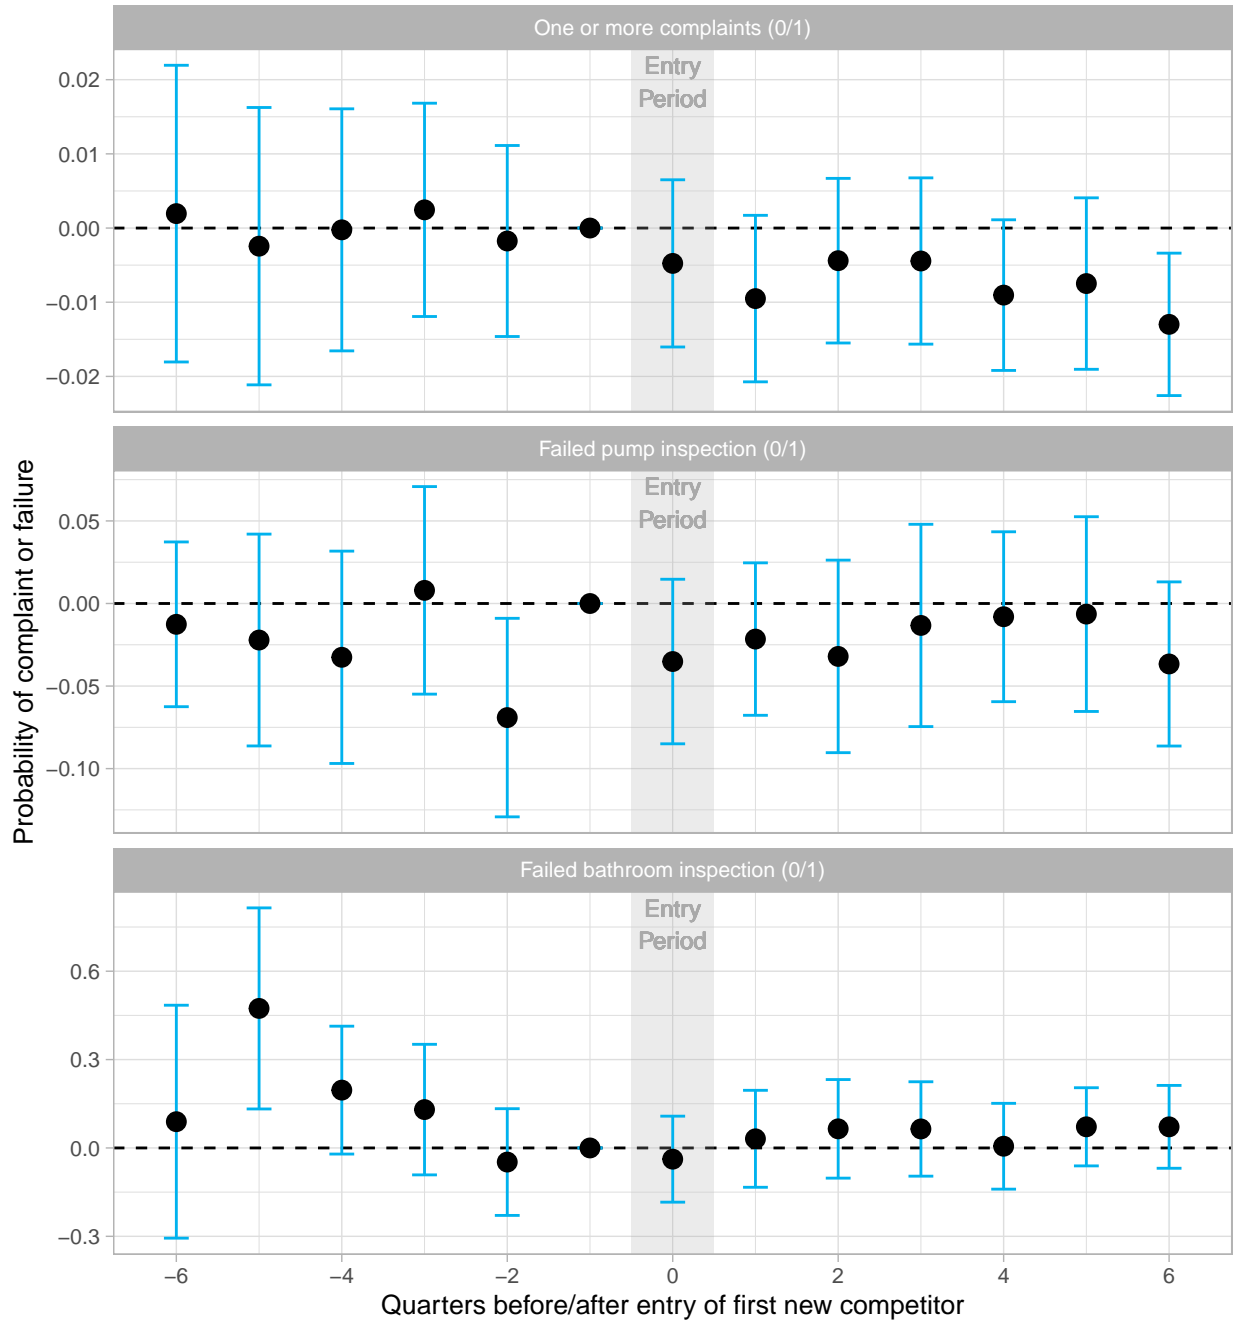 One or more complaints (0/1)
Entry
Period
0.02
0.01
0.00
−0.01
−0.02
Failed pump inspection (0/1)
Entry
Period
0.05
0.00
−0.05
−0.10
Failed bathroom inspection (0/1)
Entry
Period
0.6
0.3
0.0
−0.3
−6 −4 −2 0 2 4 6
Quarters before/after entry of first new competitor
Probability of complaint or failure